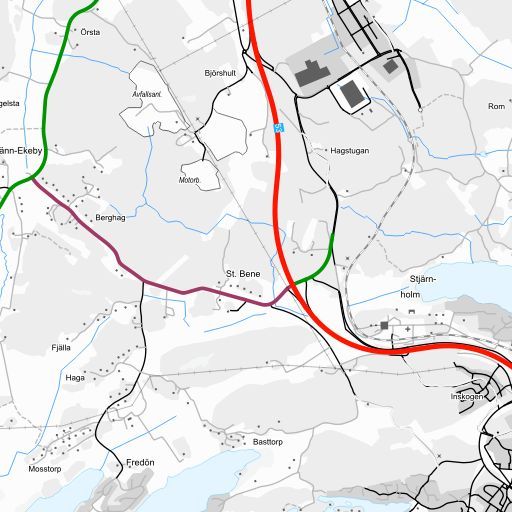 Örsta
Björshult
Avfallsanl.
gelsta
Rom
änn-Ekeby
Hagstugan
Motorb.
Berghag
St. Bene
Stjärn-
holm
Fjälla
Haga
Inskogen
Basttorp
Mosstorp
Fredön